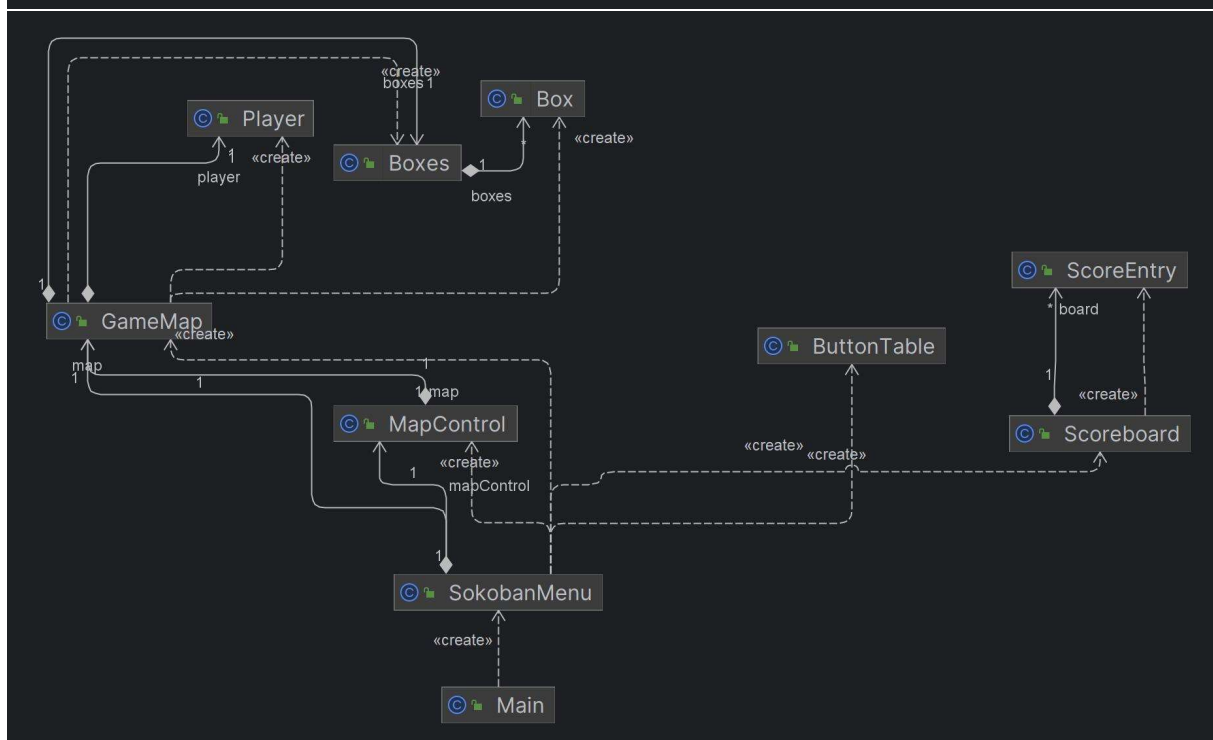 «create»
boxes 1
Box
Player
«create»
1
«create»
player
Boxes
1
*
boxes
ScoreEntry
1
GameMap
* board
«create»
ButtonTable
map
1
1
1
1 map
1
MapControl
«create»
Scoreboard
«create»
«create»
«create»
1
mapControl
1
SokobanMenu
«create»
Main